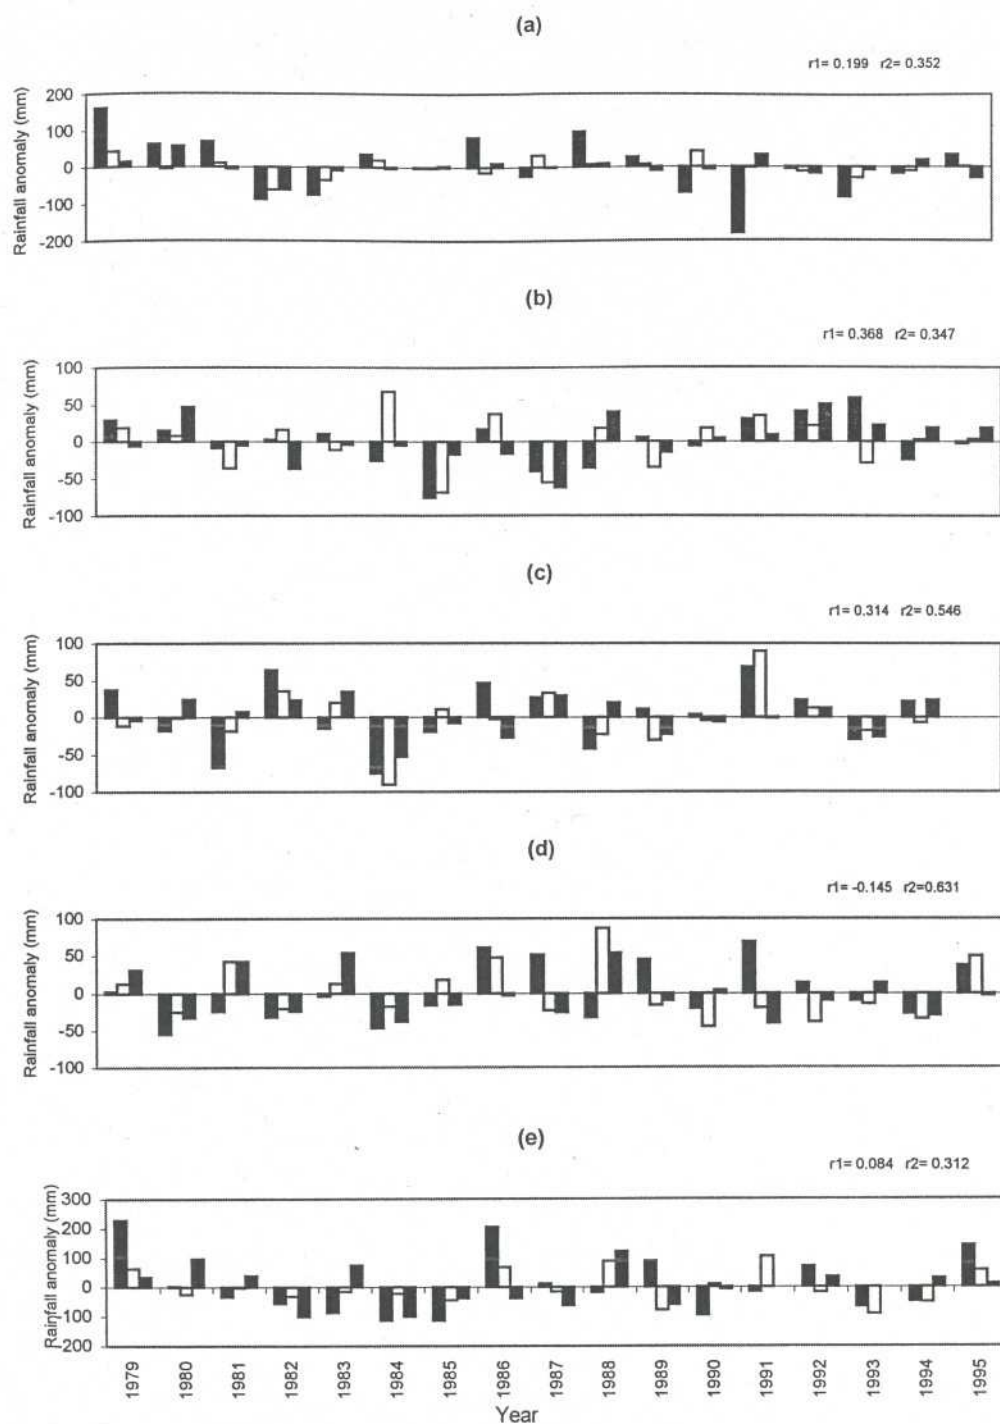 (a)
r1= 0.199 r2= 0.352
Rainfall anomaly (mm)
200
100
0
-100
-200
(b)
r1= 0.368 r2= 0.347
Rainfall anomaly (mm)
100
50
0
-50
-100
(c)
r1= 0.314 r2= 0.546
Rainfall anomaly (mm)
100
50
0
-50
-100
(d)
r1= -0.145 r2=0.631
Rainfall anomaly (mm)
100
50
0
-50
-100
(e)
r1= 0.084 r2= 0.312
Rainfall anomaly (mm)
300
200
100
0
-100
-200
1979 1980 1981 1982 1983 1984 1985 1986 1987 1988 1989 1990 1991 1992 1993 1994 1995
Year